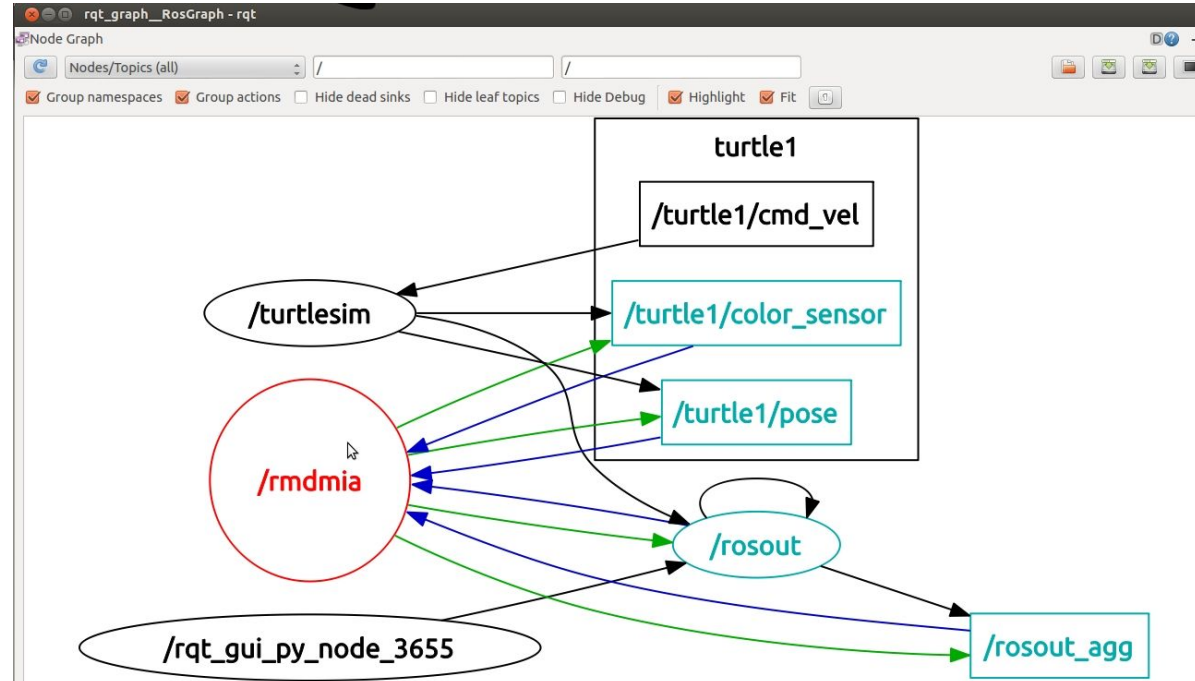 rqt_graph__RosGraph - rqt
Node Graph
D
Nodes/Topics (all) / /
Group namespaces Group actions Hide dead sinks Hide leaf topics Hide Debug Highlight Fit
turtle1
/turtle1/cmd_vel
/turtlesim
/turtle1/color_sensor
/turtle1/pose
/rmdmia
/rosout
/rqt_gui_py_node_3655
/rosout_agg